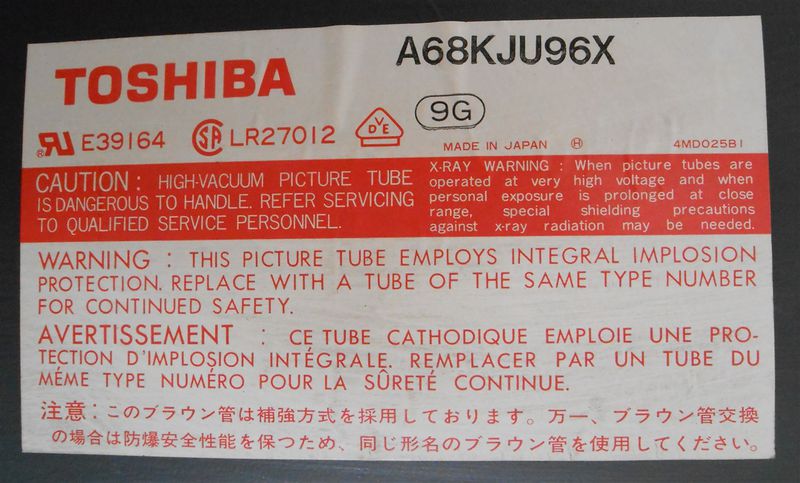 TOSHIBA
A68KJU96X
9G
E39164
SA LR27012
VDE
MADE IN JAPAN Ⓗ 4MD025B1
CAUTION : HIGH-VACUUM PICTURE TUBE
IS DANGEROUS TO HANDLE. REFER SERVICING
TO QUALIFIED SERVICE PERSONNEL.
X-RAY WARNING : When picture tubes are
operated at very high voltage and when
personal exposure is prolonged at close
range, special shielding precautions
against x-ray radiation may be needed.
WARNING : THIS PICTURE TUBE EMPLOYS INTEGRAL IMPLOSION
PROTECTION. REPLACE WITH A TUBE OF THE SAME TYPE NUMBER
FOR CONTINUED SAFETY.
AVERTISSEMENT : CE TUBE CATHODIQUE EMPLOIE UNE PRO-
TECTION D'IMPLOSION INTÉGRALE. REMPLACER PAR UN TUBE DU
MÉME TYPE NUMÉRO POUR LA SÛRETÉ CONTINUE.
注意：このブラウン管は補強方式を採用しております。万一、ブラウン管交換
の場合は防爆安全性能を保つため、同じ形名のブラウン管を使用してください。